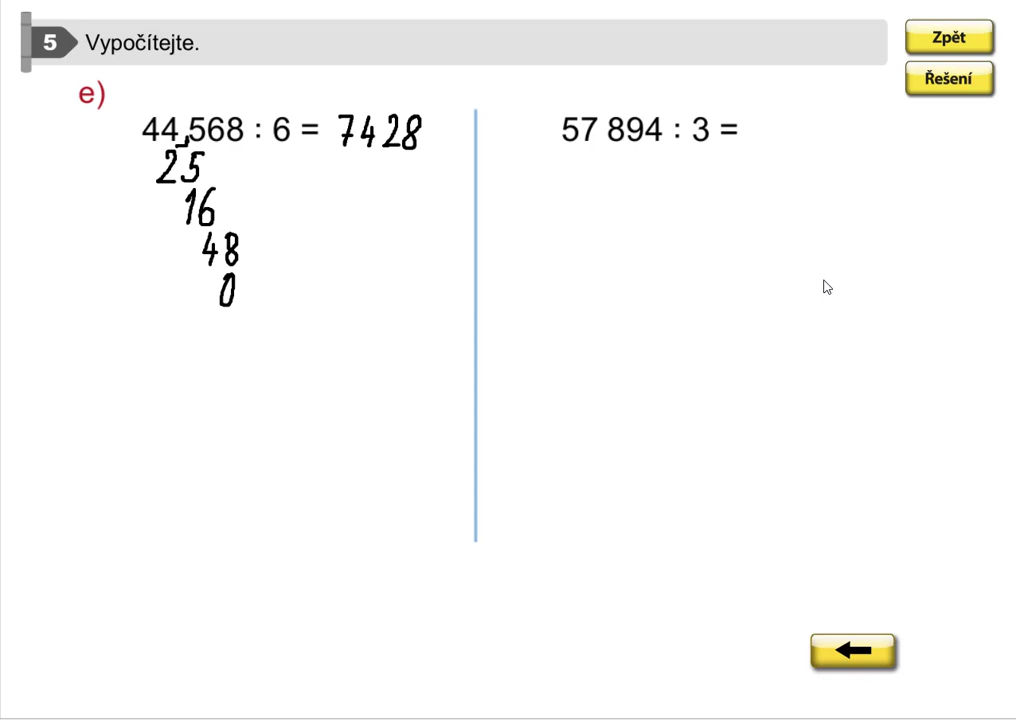 5 Vypočítejte.
Zpět
Řešení
e)
44 568 : 6 = 7428
25
16
48
0
57 894 : 3 =